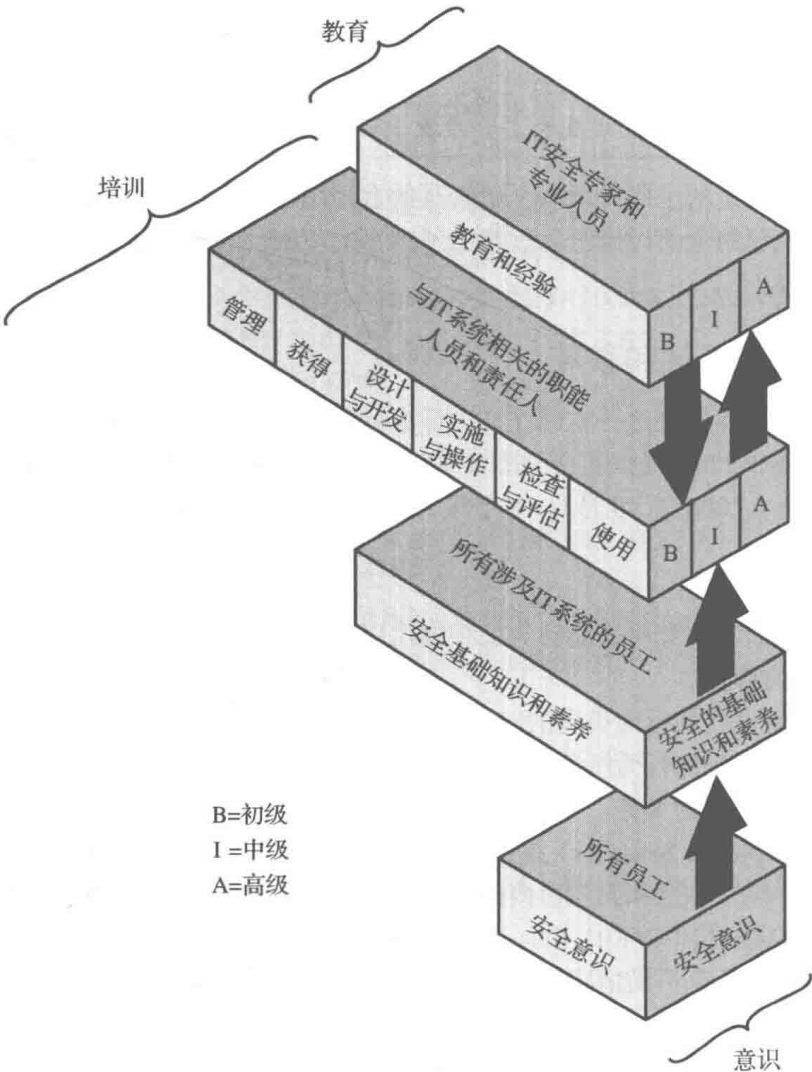 教育
培训
IT安全专家和
专业人员
教育和经验
B
I
A
与IT系统相关的职能
人员和责任人
管理
获得
设计
与开发
实施
与操作
检查
与评估
使用
B
I
A
所有涉及IT系统的员工
安全基础知识和素养
安全的基础
知识和素养
B=初级
I =中级
A=高级
所有员工
安全意识
安全意识
意识